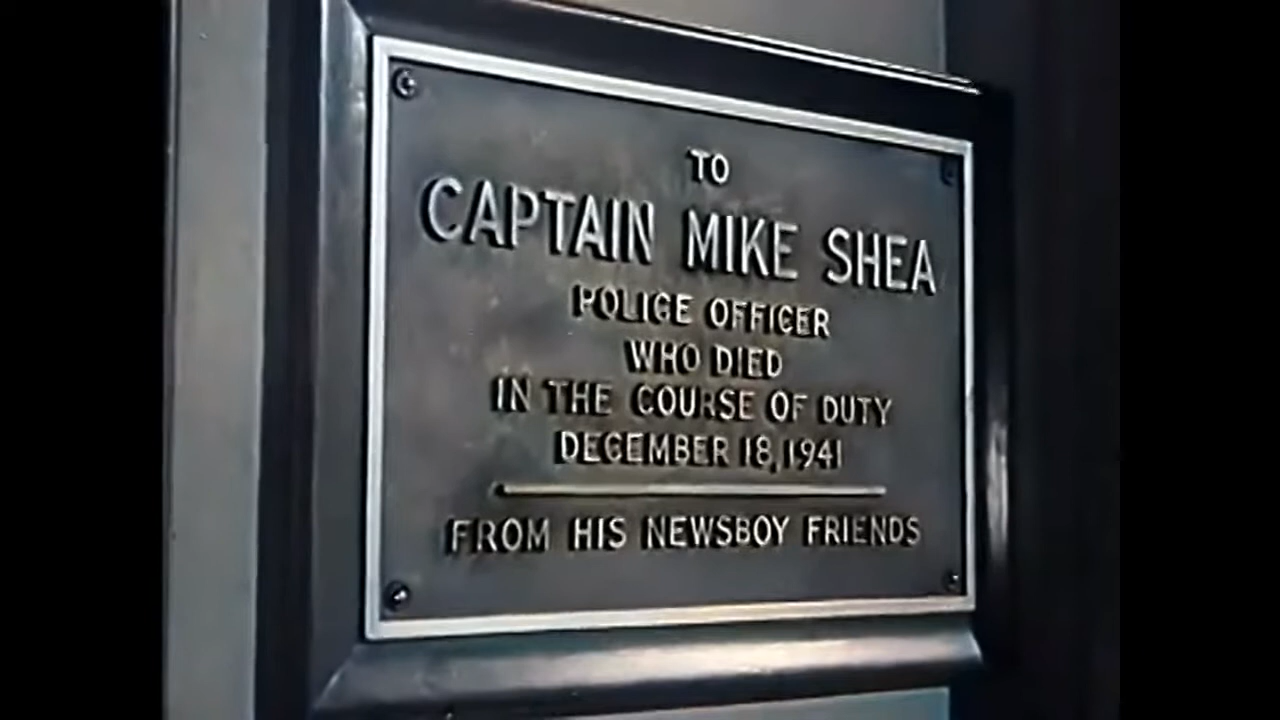 TO
CAPTAIN MIKE SHEA
POLICE OFFICER
WHO DIED
IN THE COURSE OF DUTY
DECEMBER 18, 1941
FROM HIS NEWSBOY FRIENDS